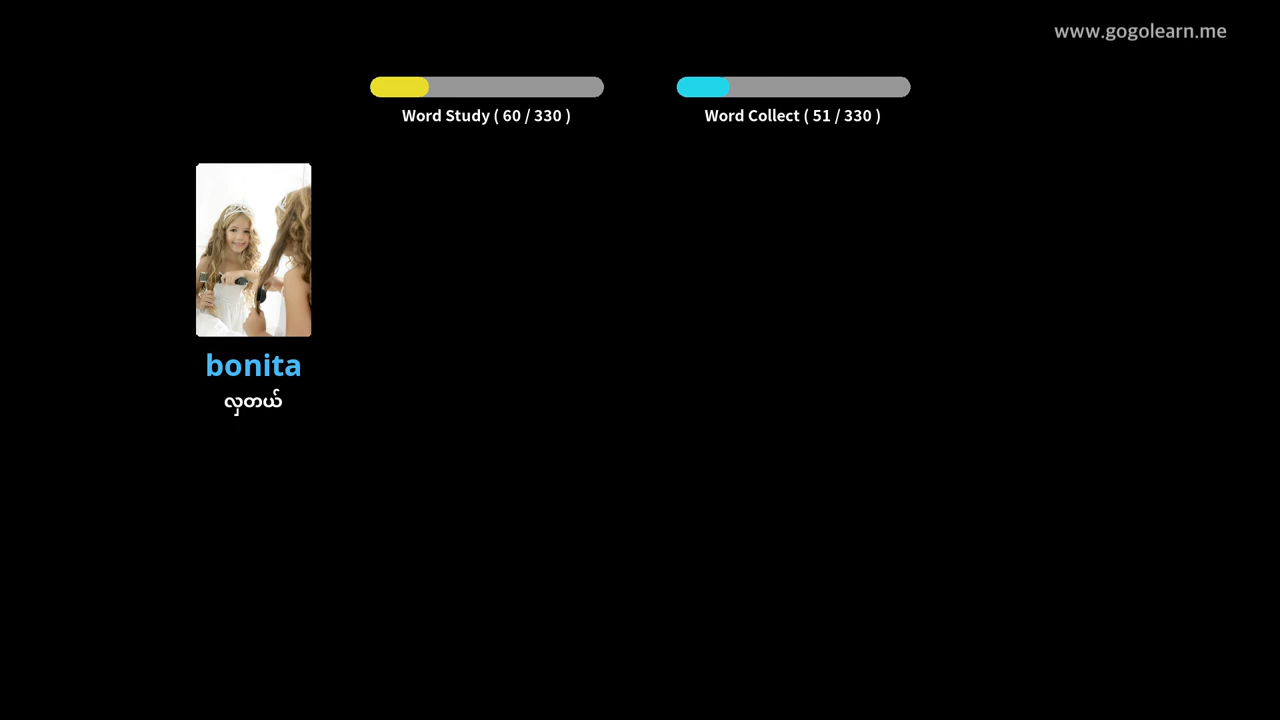 www.gogolearn.me
Word Study ( 60 / 330 )
Word Collect ( 51 / 330 )
bonita
လှတယ်